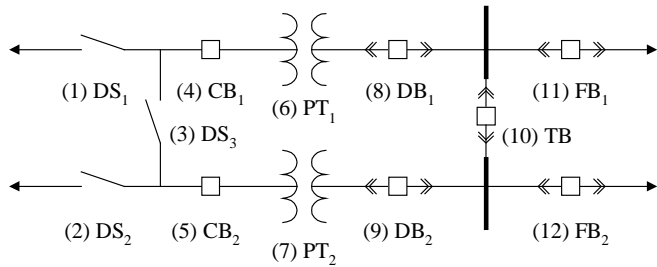 (1) DS₁
(4) CB₁
(6) PT₁
(8) DB₁
(11) FB₁
(3) DS₃
(10) TB
(2) DS₂
(5) CB₂
(7) PT₂
(9) DB₂
(12) FB₂